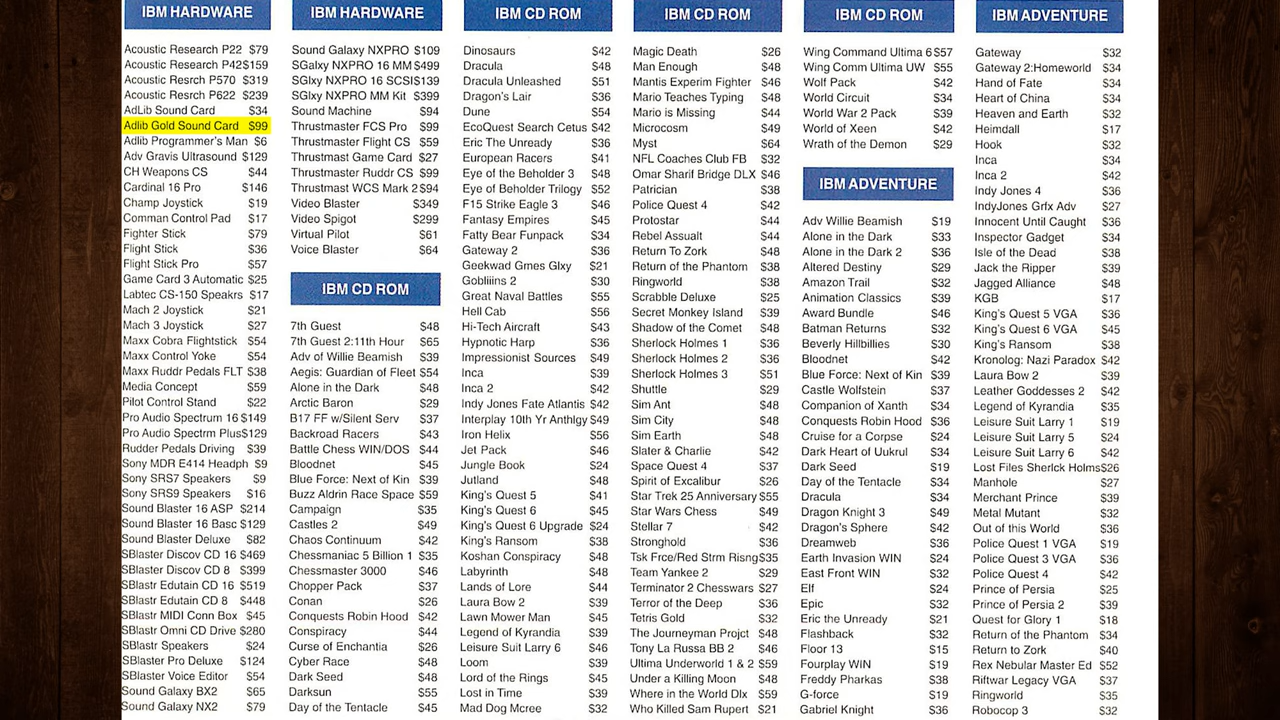 IBM HARDWARE
Acoustic Research P22 $79
Acoustic Research P42 $159
Acoustic Resrch P570 $319
Acoustic Resrch P622 $239
AdLib Sound Card $34
Adlib Gold Sound Card $99
Adlib Programmer's Man $6
Adv Gravis Ultrasound $129
CH Weapons CS $44
Cardinal 16 Pro $146
Champ Joystick $19
Comman Control Pad $17
Fighter Stick $79
Flight Stick $36
Flight Stick Pro $57
Game Card 3 Automatic $25
Labtec CS-150 Speakrs $17
Mach 2 Joystick $21
Mach 3 Joystick $27
Maxx Cobra Flightstick $54
Maxx Control Yoke $54
Maxx Ruddr Pedals FLT $38
Media Concept $59
Pilot Control Stand $22
Pro Audio Spectrum 16 $149
Pro Audio Spectrm Plus $129
Rudder Pedals Driving $39
Sony MDR E414 Headph $9
Sony SRS7 Speakers $9
Sony SRS9 Speakers $16
Sound Blaster 16 ASP $214
Sound Blaster 16 Basc $129
Sound Blaster Deluxe $82
SBlaster Discov CD 16 $469
SBlaster Discov CD 8 $399
SBlastr Edutain CD 16 $519
SBlastr Edutain CD 8 $448
SBlastr MIDI Conn Box $45
SBlastr Omni CD Drive $280
SBlastr Speakers $24
SBlaster Pro Deluxe $124
SBlaster Voice Editor $54
Sound Galaxy BX2 $65
Sound Galaxy NX2 $79
IBM HARDWARE
Sound Galaxy NXPRO $109
SGalxy NXPRO 16 MM $499
SGlxy NXPRO 16 SCSI $139
SGlxy NXPRO MM Kit $399
Sound Machine $94
Thrustmaster FCS Pro $99
Thrustmaster Flight CS $59
Thrustmast Game Card $27
Thrustmaster Ruddr CS $99
Thrustmast WCS Mark 2 $94
Video Blaster $349
Video Spigot $299
Virtual Pilot $61
Voice Blaster $64
IBM CD ROM
7th Guest $48
7th Guest 2:11th Hour $65
Adv of Willie Beamish $39
Aegis: Guardian of Fleet $54
Alone in the Dark $48
Arctic Baron $29
B17 FF w/Silent Serv $37
Backroad Racers $43
Battle Chess WIN/DOS $44
Bloodnet $45
Blue Force: Next of Kin $39
Buzz Aldrin Race Space $59
Campaign $35
Castles 2 $49
Chaos Continuum $42
Chessmaniac 5 Billion 1 $35
Chessmaster 3000 $46
Chopper Pack $37
Conan $26
Conquests Robin Hood $42
Conspiracy $44
Curse of Enchantia $26
Cyber Race $48
Dark Seed $48
Darksun $55
Day of the Tentacle $45
IBM CD ROM
Dinosaurs $42
Dracula $48
Dracula Unleashed $51
Dragon's Lair $36
Dune $54
EcoQuest Search Cetus $42
Eric The Unready $36
European Racers $41
Eye of the Beholder 3 $48
Eye of Beholder Trilogy $52
F15 Strike Eagle 3 $46
Fantasy Empires $45
Fatty Bear Funpack $34
Gateway 2 $36
Geekwad Gmes Glxy $21
Gobliiins 2 $30
Great Naval Battles $55
Hell Cab $56
Hi-Tech Aircraft $43
Hypnotic Harp $36
Impressionist Sources $49
Inca $39
Inca 2 $42
Indy Jones Fate Atlantis $42
Interplay 10th Yr Anthlgy $49
Iron Helix $56
Jet Pack $46
Jungle Book $24
Jutland $48
King's Quest 5 $41
King's Quest 6 $45
King's Quest 6 Upgrade $24
King's Ransom $38
Koshan Conspiracy $48
Labyrinth $48
Lands of Lore $44
Laura Bow 2 $39
Lawn Mower Man $45
Legend of Kyrandia $39
Leisure Suit Larry 6 $46
Loom $39
Lord of the Rings $45
Lost in Time $39
Mad Dog Mcree $32
IBM CD ROM
Magic Death $26
Man Enough $48
Mantis Experim Fighter $46
Mario Teaches Typing $48
Mario is Missing $44
Microcosm $49
Myst $64
NFL Coaches Club FB $32
Omar Sharif Bridge DLX $46
Patrician $38
Police Quest 4 $42
Protostar $44
Rebel Assualt $44
Return To Zork $48
Return of the Phantom $38
Ringworld $38
Scrabble Deluxe $25
Secret Monkey Island $39
Shadow of the Comet $48
Sherlock Holmes 1 $36
Sherlock Holmes 2 $36
Sherlock Holmes 3 $51
Shuttle $29
Sim Ant $48
Sim City $48
Sim Earth $48
Slater & Charlie $42
Space Quest 4 $37
Spirit of Excalibur $26
Star Trek 25 Anniversary $55
Star Wars Chess $49
Stellar 7 $42
Stronghold $36
Tsk Frce/Red Strm Risng $35
Team Yankee 2 $29
Terminator 2 Chesswars $27
Terror of the Deep $36
Tetris Gold $32
The Journeyman Projct $48
Tony La Russa BB 2 $46
Ultima Underworld 1 & 2 $59
Under a Killing Moon $48
Where in the World Dlx $59
Who Killed Sam Rupert $21
IBM CD ROM
Wing Command Ultima 6 $57
Wing Comm Ultima UW $55
Wolf Pack $42
World Circuit $34
World War 2 Pack $39
World of Xeen $42
Wrath of the Demon $29
IBM ADVENTURE
Adv Willie Beamish $19
Alone in the Dark $33
Alone in the Dark 2 $36
Altered Destiny $29
Amazon Trail $32
Animation Classics $39
Award Bundle $46
Batman Returns $32
Beverly Hillbillies $30
Bloodnet $42
Blue Force: Next of Kin $39
Castle Wolfstein $37
Companion of Xanth $34
Conquests Robin Hood $36
Cruise for a Corpse $24
Dark Heart of Uukrul $34
Dark Seed $19
Day of the Tentacle $34
Dracula $34
Dragon Knight 3 $49
Dragon's Sphere $42
Dreamweb $36
Earth Invasion WIN $24
East Front WIN $32
Elf $24
Epic $32
Eric the Unready $21
Flashback $32
Floor 13 $15
Fourplay WIN $19
Freddy Pharkas $38
G-force $19
Gabriel Knight $36
IBM ADVENTURE
Gateway $32
Gateway 2:Homeworld $34
Hand of Fate $34
Heart of China $34
Heaven and Earth $32
Heimdall $17
Hook $32
Inca $34
Inca 2 $42
Indy Jones 4 $36
IndyJones Grfx Adv $27
Innocent Until Caught $36
Inspector Gadget $34
Isle of the Dead $38
Jack the Ripper $39
Jagged Alliance $48
KGB $17
King's Quest 5 VGA $36
King's Quest 6 VGA $45
King's Ransom $38
Kronolog: Nazi Paradox $42
Laura Bow 2 $39
Leather Goddesses 2 $42
Legend of Kyrandia $35
Leisure Suit Larry 1 $19
Leisure Suit Larry 5 $24
Leisure Suit Larry 6 $42
Lost Files Sherlck Holms $26
Manhole $27
Merchant Prince $39
Metal Mutant $32
Out of this World $36
Police Quest 1 VGA $19
Police Quest 3 VGA $36
Police Quest 4 $42
Prince of Persia $25
Prince of Persia 2 $39
Quest for Glory 1 $18
Return of the Phantom $34
Return to Zork $40
Rex Nebular Master Ed $52
Riftwar Legacy VGA $37
Ringworld $35
Robocop 3 $32